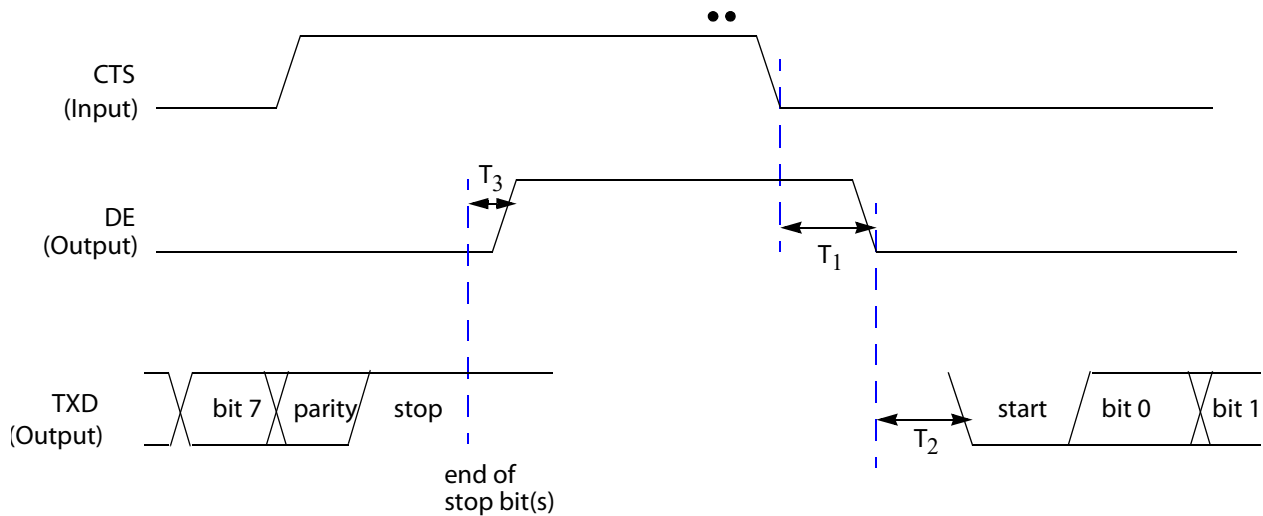 CTS
(Input)
T3
DE
(Output)
T1
TXD
(Output)
bit 7
parity
stop
T2
start
bit 0
bit 1
end of
stop bit(s)